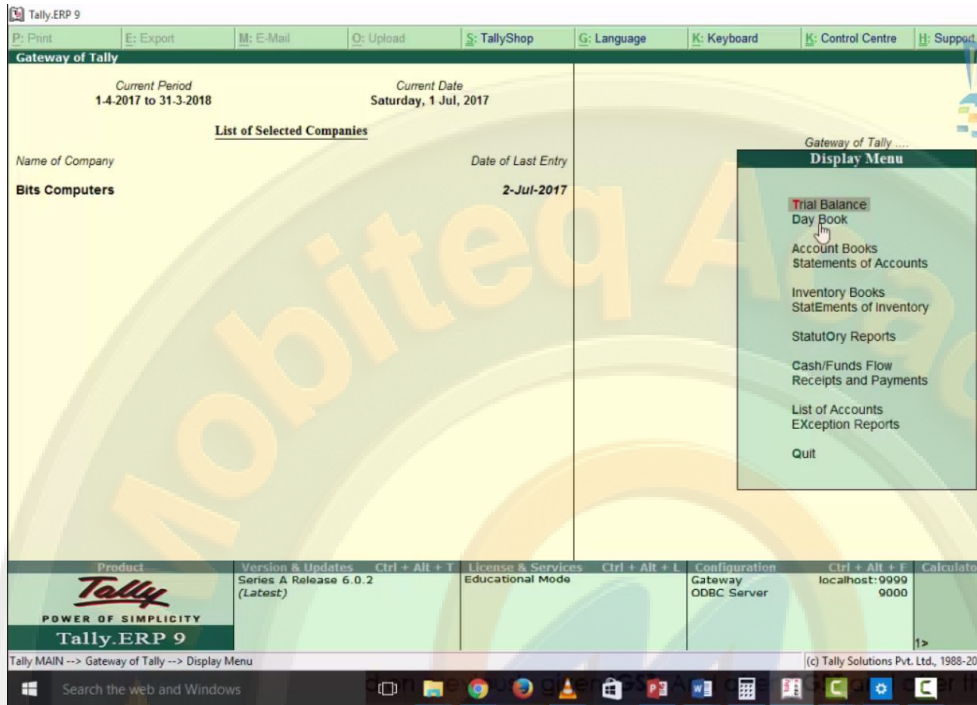 Tally.ERP 9
P: Print E: Export M: E-Mail O: Upload S: TallyShop G: Language K: Keyboard K: Control Centre H: Support
Gateway of Tally
Current Period
1-4-2017 to 31-3-2018
Current Date
Saturday, 1 Jul, 2017
List of Selected Companies
Name of Company Date of Last Entry
Bits Computers 2-Jul-2017
Gateway of Tally ....
Display Menu
Trial Balance
Day Book
Account Books
Statements of Accounts
Inventory Books
StatEments of Inventory
StatutOry Reports
Cash/Funds Flow
Receipts and Payments
List of Accounts
EXception Reports
Quit
Mobiteq
Product
Tally
POWER OF SIMPLICITY
Tally.ERP 9
Version & Updates Ctrl + Alt + T
Series A Release 6.0.2
(Latest)
License & Services Ctrl + Alt + L
Educational Mode
Configuration Ctrl + Alt + F
Gateway localhost:9999
ODBC Server 9000
Calculato
1>
Tally MAIN --> Gateway of Tally --> Display Menu
(c) Tally Solutions Pvt. Ltd., 1988-20
Search the web and Windows